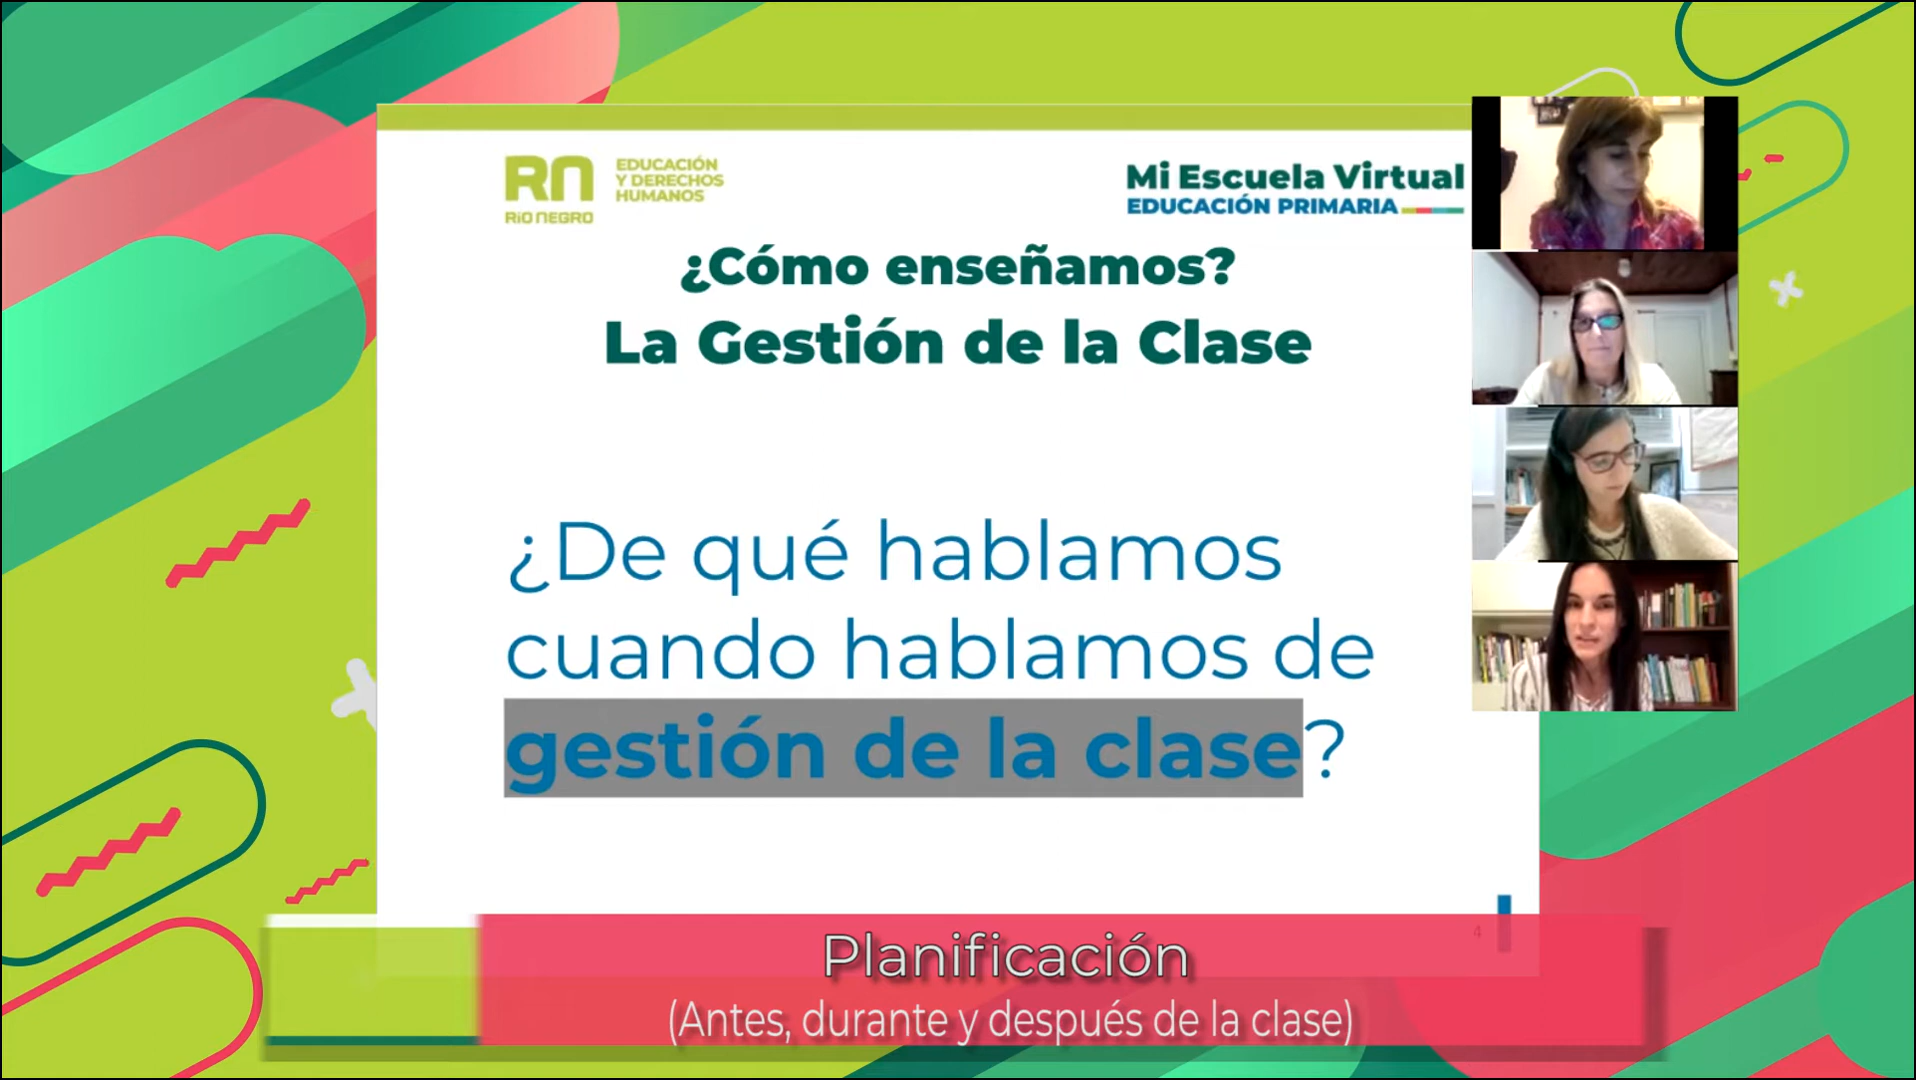 RN
RÍO NEGRO
EDUCACIÓN
Y DERECHOS
HUMANOS
Mi Escuela Virtual
EDUCACIÓN PRIMARIA
¿Cómo enseñamos?
La Gestión de la Clase
¿De qué hablamos
cuando hablamos de
gestión de la clase?
4
Planificación
(Antes, durante y después de la clase)